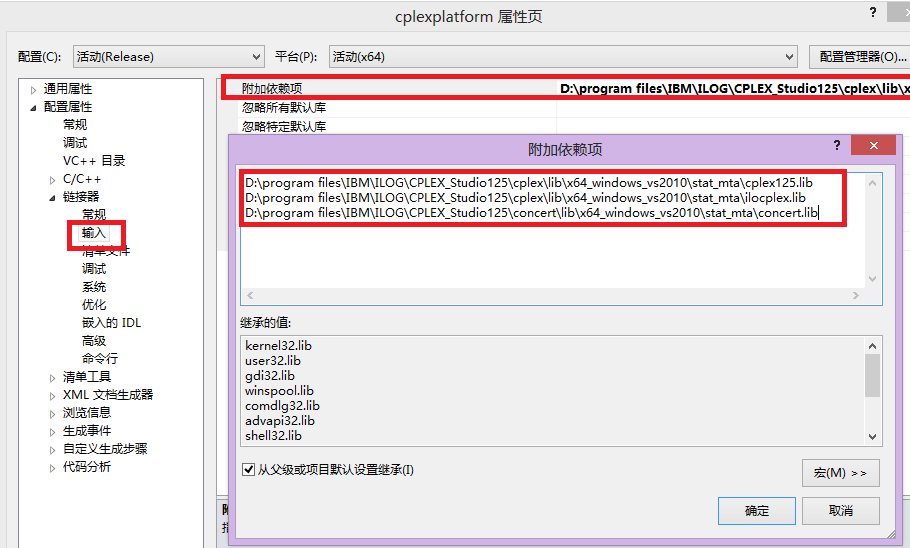 cplexplatform 属性页
?
配置(C):
活动(Release)
平台(P):
活动(x64)
配置管理器(O)...
通用属性
配置属性
常规
调试
VC++ 目录
C/C++
链接器
常规
输入
清单文件
调试
系统
优化
嵌入的 IDL
高级
命令行
清单工具
XML 文档生成器
浏览信息
生成事件
自定义生成步骤
代码分析
附加依赖项
D:\program files\IBM\ILOG\CPLEX_Studio125\cplex\lib\x
忽略所有默认库
忽略特定默认库
附加依赖项
?
D:\program files\IBM\ILOG\CPLEX_Studio125\cplex\lib\x64_windows_vs2010\stat_mta\cplex125.lib
D:\program files\IBM\ILOG\CPLEX_Studio125\cplex\lib\x64_windows_vs2010\stat_mta\ilocplex.lib
D:\program files\IBM\ILOG\CPLEX_Studio125\concert\lib\x64_windows_vs2010\stat_mta\concert.lib
继承的值:
kernel32.lib
user32.lib
gdi32.lib
winspool.lib
comdlg32.lib
advapi32.lib
shell32.lib
从父级或项目默认设置继承(I)
宏(M) >>
确定
取消